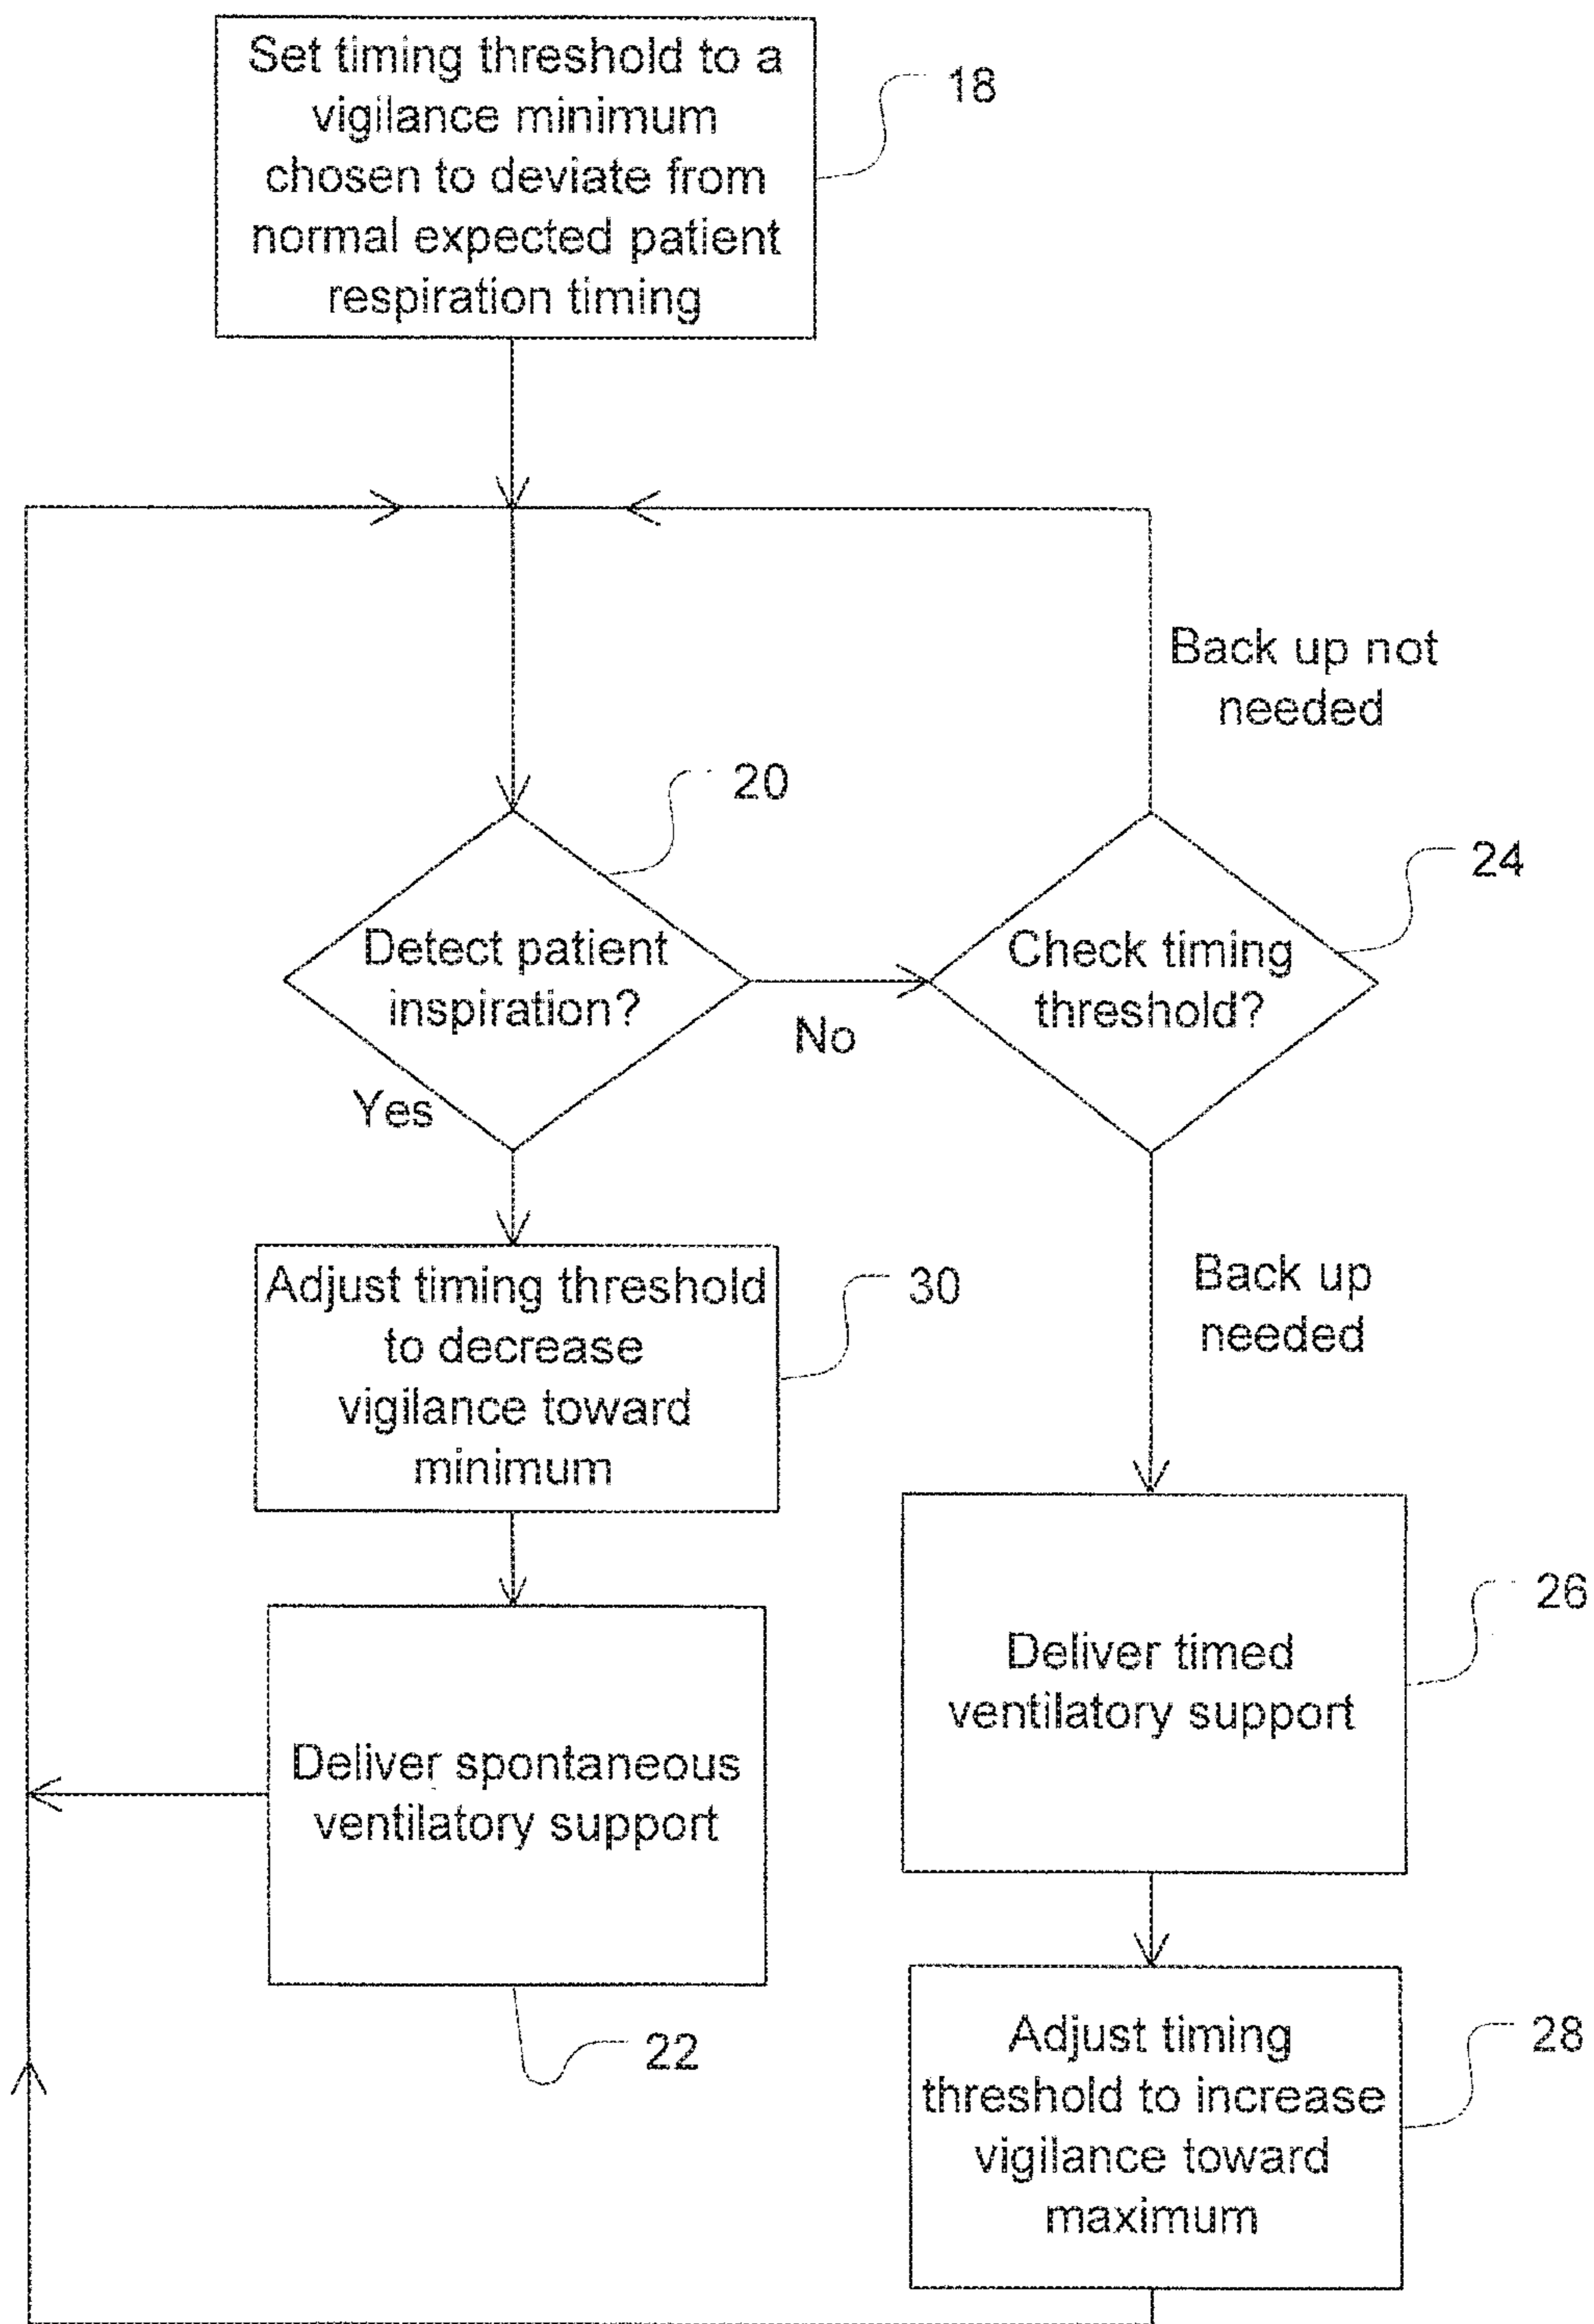 Set timing threshold to a
vigilance minimum
chosen to deviate from
normal expected patient
respiration timing
18
Back up not
needed
20
24
Detect patient
inspiration?
Check timing
threshold?
No
Yes
Adjust timing threshold
to decrease
vigilance toward
minimum
30
Back up
needed
Deliver timed
ventilatory support
26
Deliver spontaneous
ventilatory support
22
Adjust timing
threshold to increase
vigilance toward
maximum
28